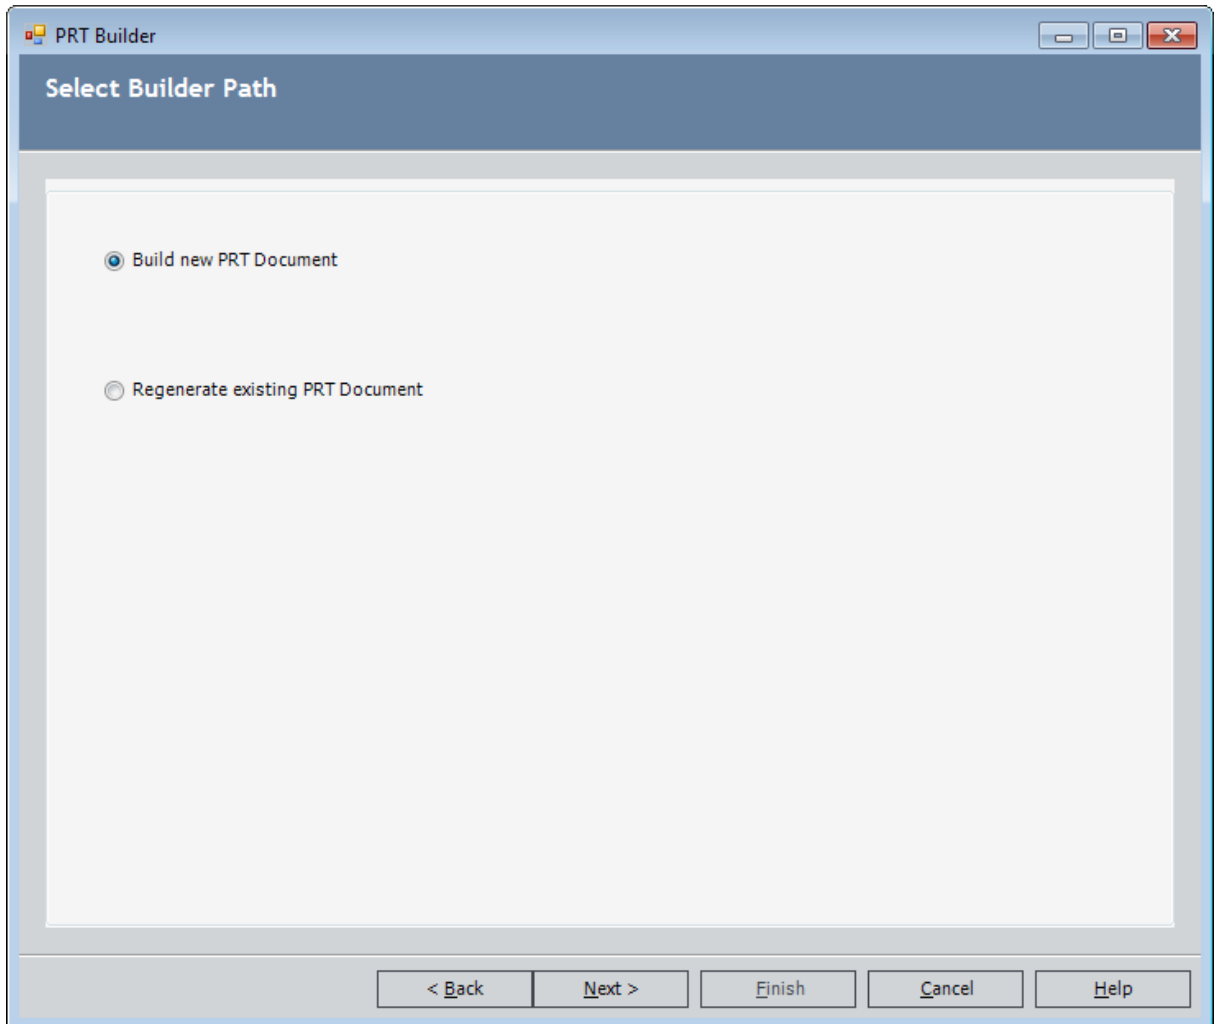 PRT Builder
Select Builder Path
Build new PRT Document
Regenerate existing PRT Document
< Back Next > Finish Cancel Help